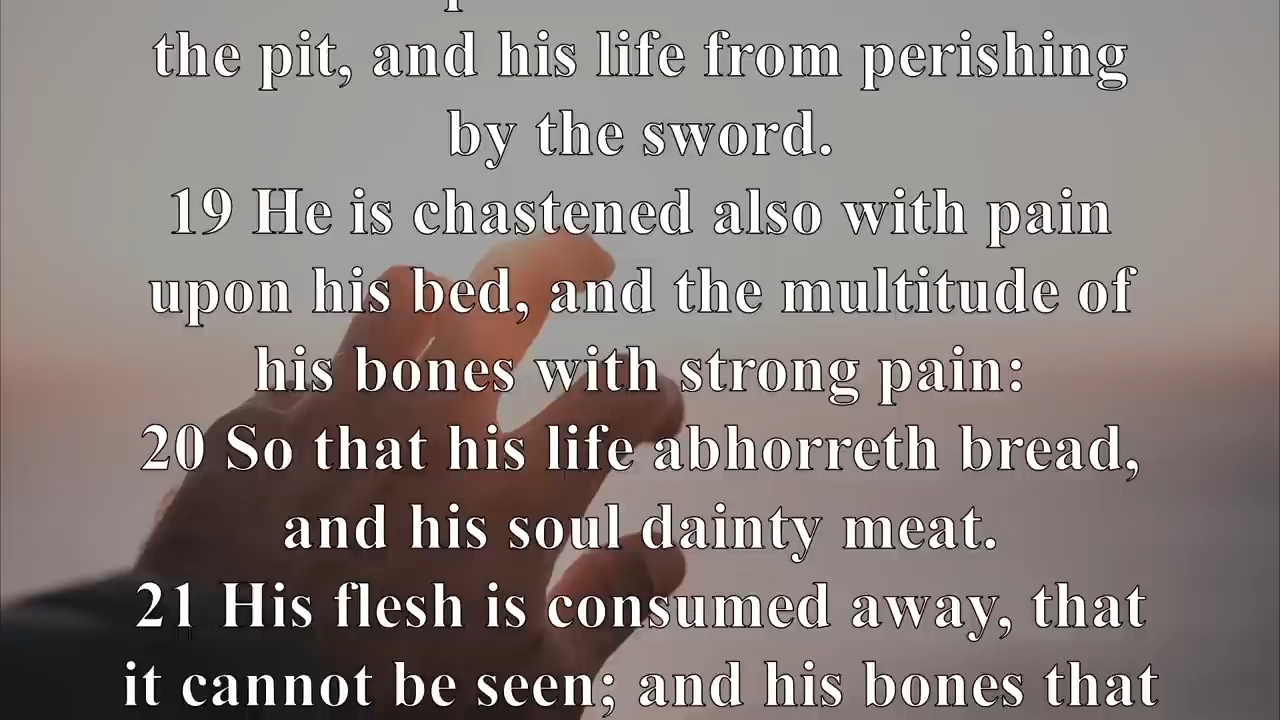 the pit, and his life from perishing
by the sword.
19 He is chastened also with pain
upon his bed, and the multitude of
his bones with strong pain:
20 So that his life abhorreth bread,
and his soul dainty meat.
21 His flesh is consumed away, that
it cannot be seen; and his bones that